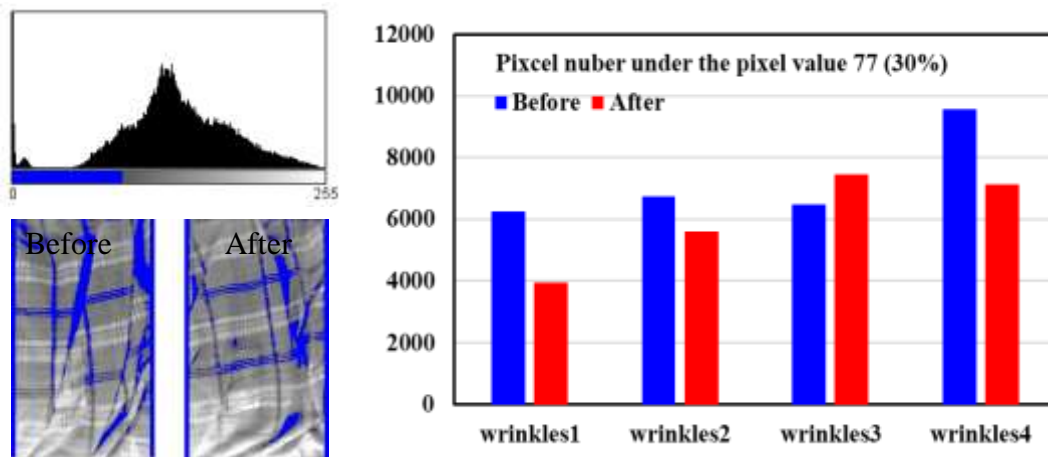 0 255
Before After
Pixcel nuber under the pixel value 77 (30%)
Before After
12000
10000
8000
6000
4000
2000
0
wrinkles1 wrinkles2 wrinkles3 wrinkles4